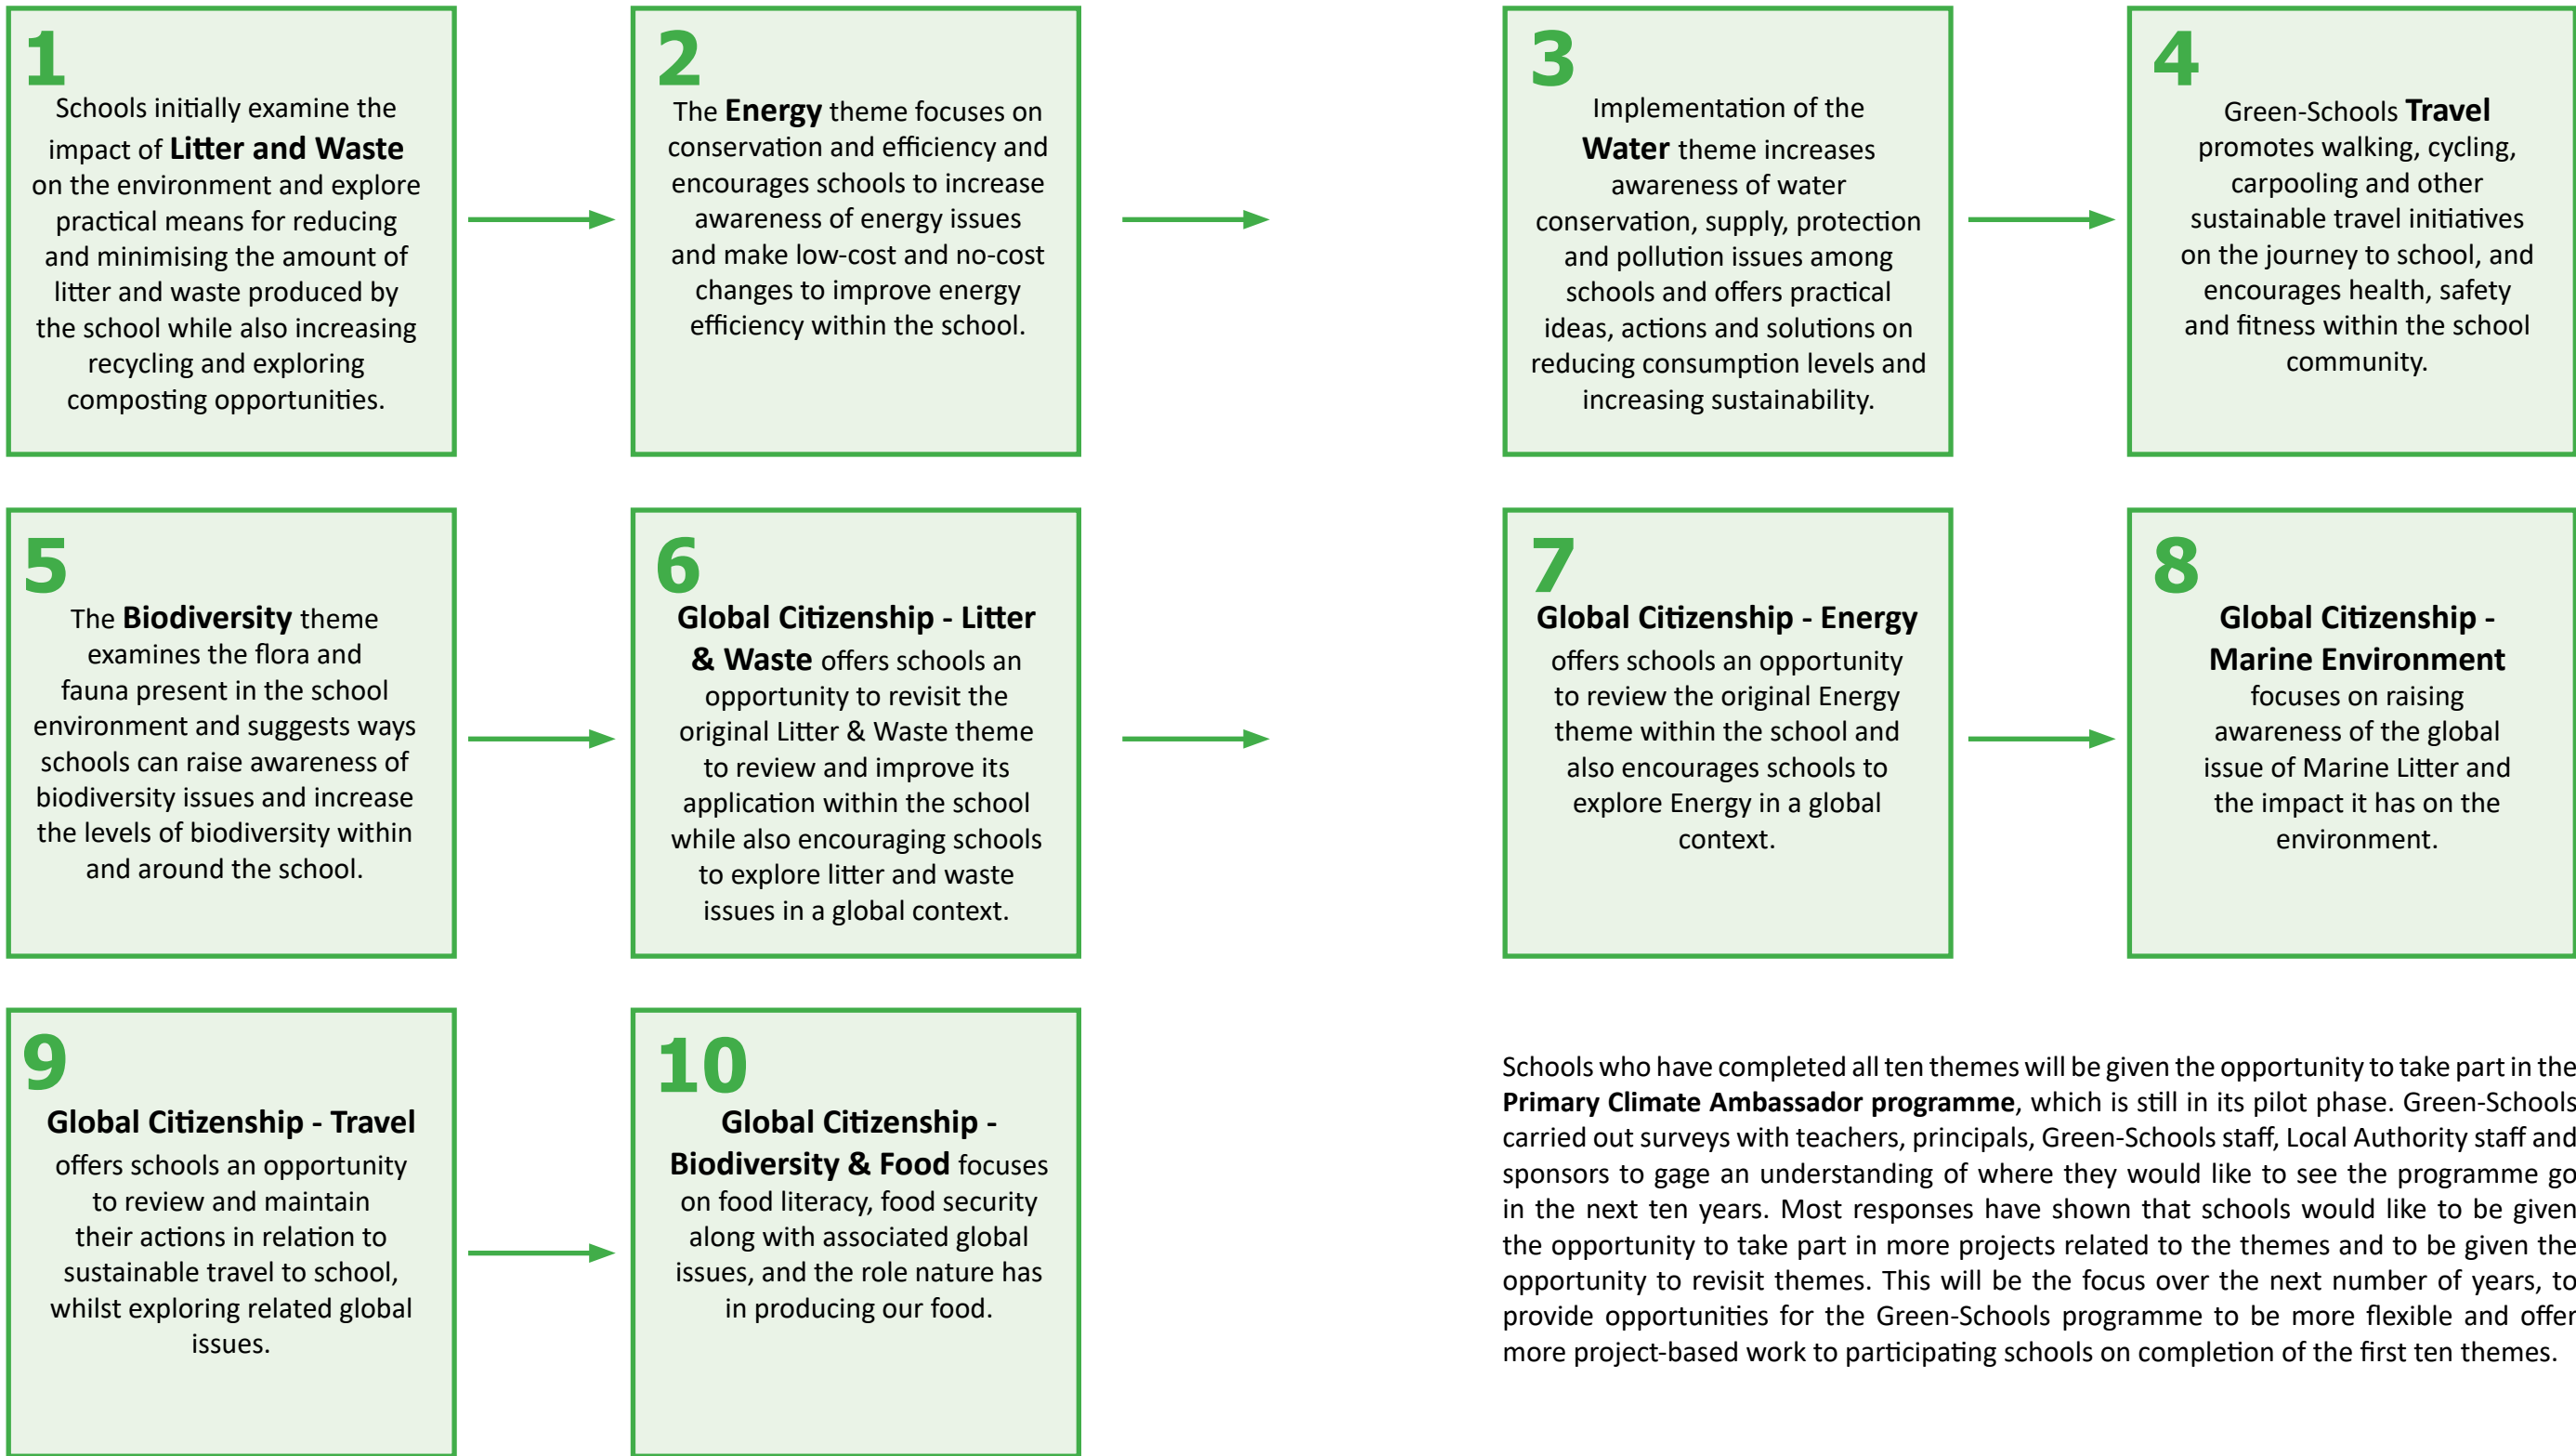 1
Schools initially examine the
impact of Litter and Waste
on the environment and explore
practical means for reducing
and minimising the amount of
litter and waste produced by
the school while also increasing
recycling and exploring
composting opportunities.
2
The Energy theme focuses on
conservation and efficiency and
encourages schools to increase
awareness of energy issues
and make low-cost and no-cost
changes to improve energy
efficiency within the school.
3
Implementation of the
Water theme increases
awareness of water
conservation, supply, protection
and pollution issues among
schools and offers practical
ideas, actions and solutions on
reducing consumption levels and
increasing sustainability.
4
Green-Schools Travel
promotes walking, cycling,
carpooling and other
sustainable travel initiatives
on the journey to school, and
encourages health, safety
and fitness within the school
community.
5
The Biodiversity theme
examines the flora and
fauna present in the school
environment and suggests ways
schools can raise awareness of
biodiversity issues and increase
the levels of biodiversity within
and around the school.
6
Global Citizenship - Litter
& Waste offers schools an
opportunity to revisit the
original Litter & Waste theme
to review and improve its
application within the school
while also encouraging schools
to explore litter and waste
issues in a global context.
7
Global Citizenship - Energy
offers schools an opportunity
to review the original Energy
theme within the school and
also encourages schools to
explore Energy in a global
context.
8
Global Citizenship -
Marine Environment
focuses on raising
awareness of the global
issue of Marine Litter and
the impact it has on the
environment.
9
Global Citizenship - Travel
offers schools an opportunity
to review and maintain
their actions in relation to
sustainable travel to school,
whilst exploring related global
issues.
10
Global Citizenship -
Biodiversity & Food focuses
on food literacy, food security
along with associated global
issues, and the role nature has
in producing our food.
Schools who have completed all ten themes will be given the opportunity to take part in the
Primary Climate Ambassador programme, which is still in its pilot phase. Green-Schools
carried out surveys with teachers, principals, Green-Schools staff, Local Authority staff and
sponsors to gage an understanding of where they would like to see the programme go
in the next ten years. Most responses have shown that schools would like to be given
the opportunity to take part in more projects related to the themes and to be given the
opportunity to revisit themes. This will be the focus over the next number of years, to
provide opportunities for the Green-Schools programme to be more flexible and offer
more project-based work to participating schools on completion of the first ten themes.